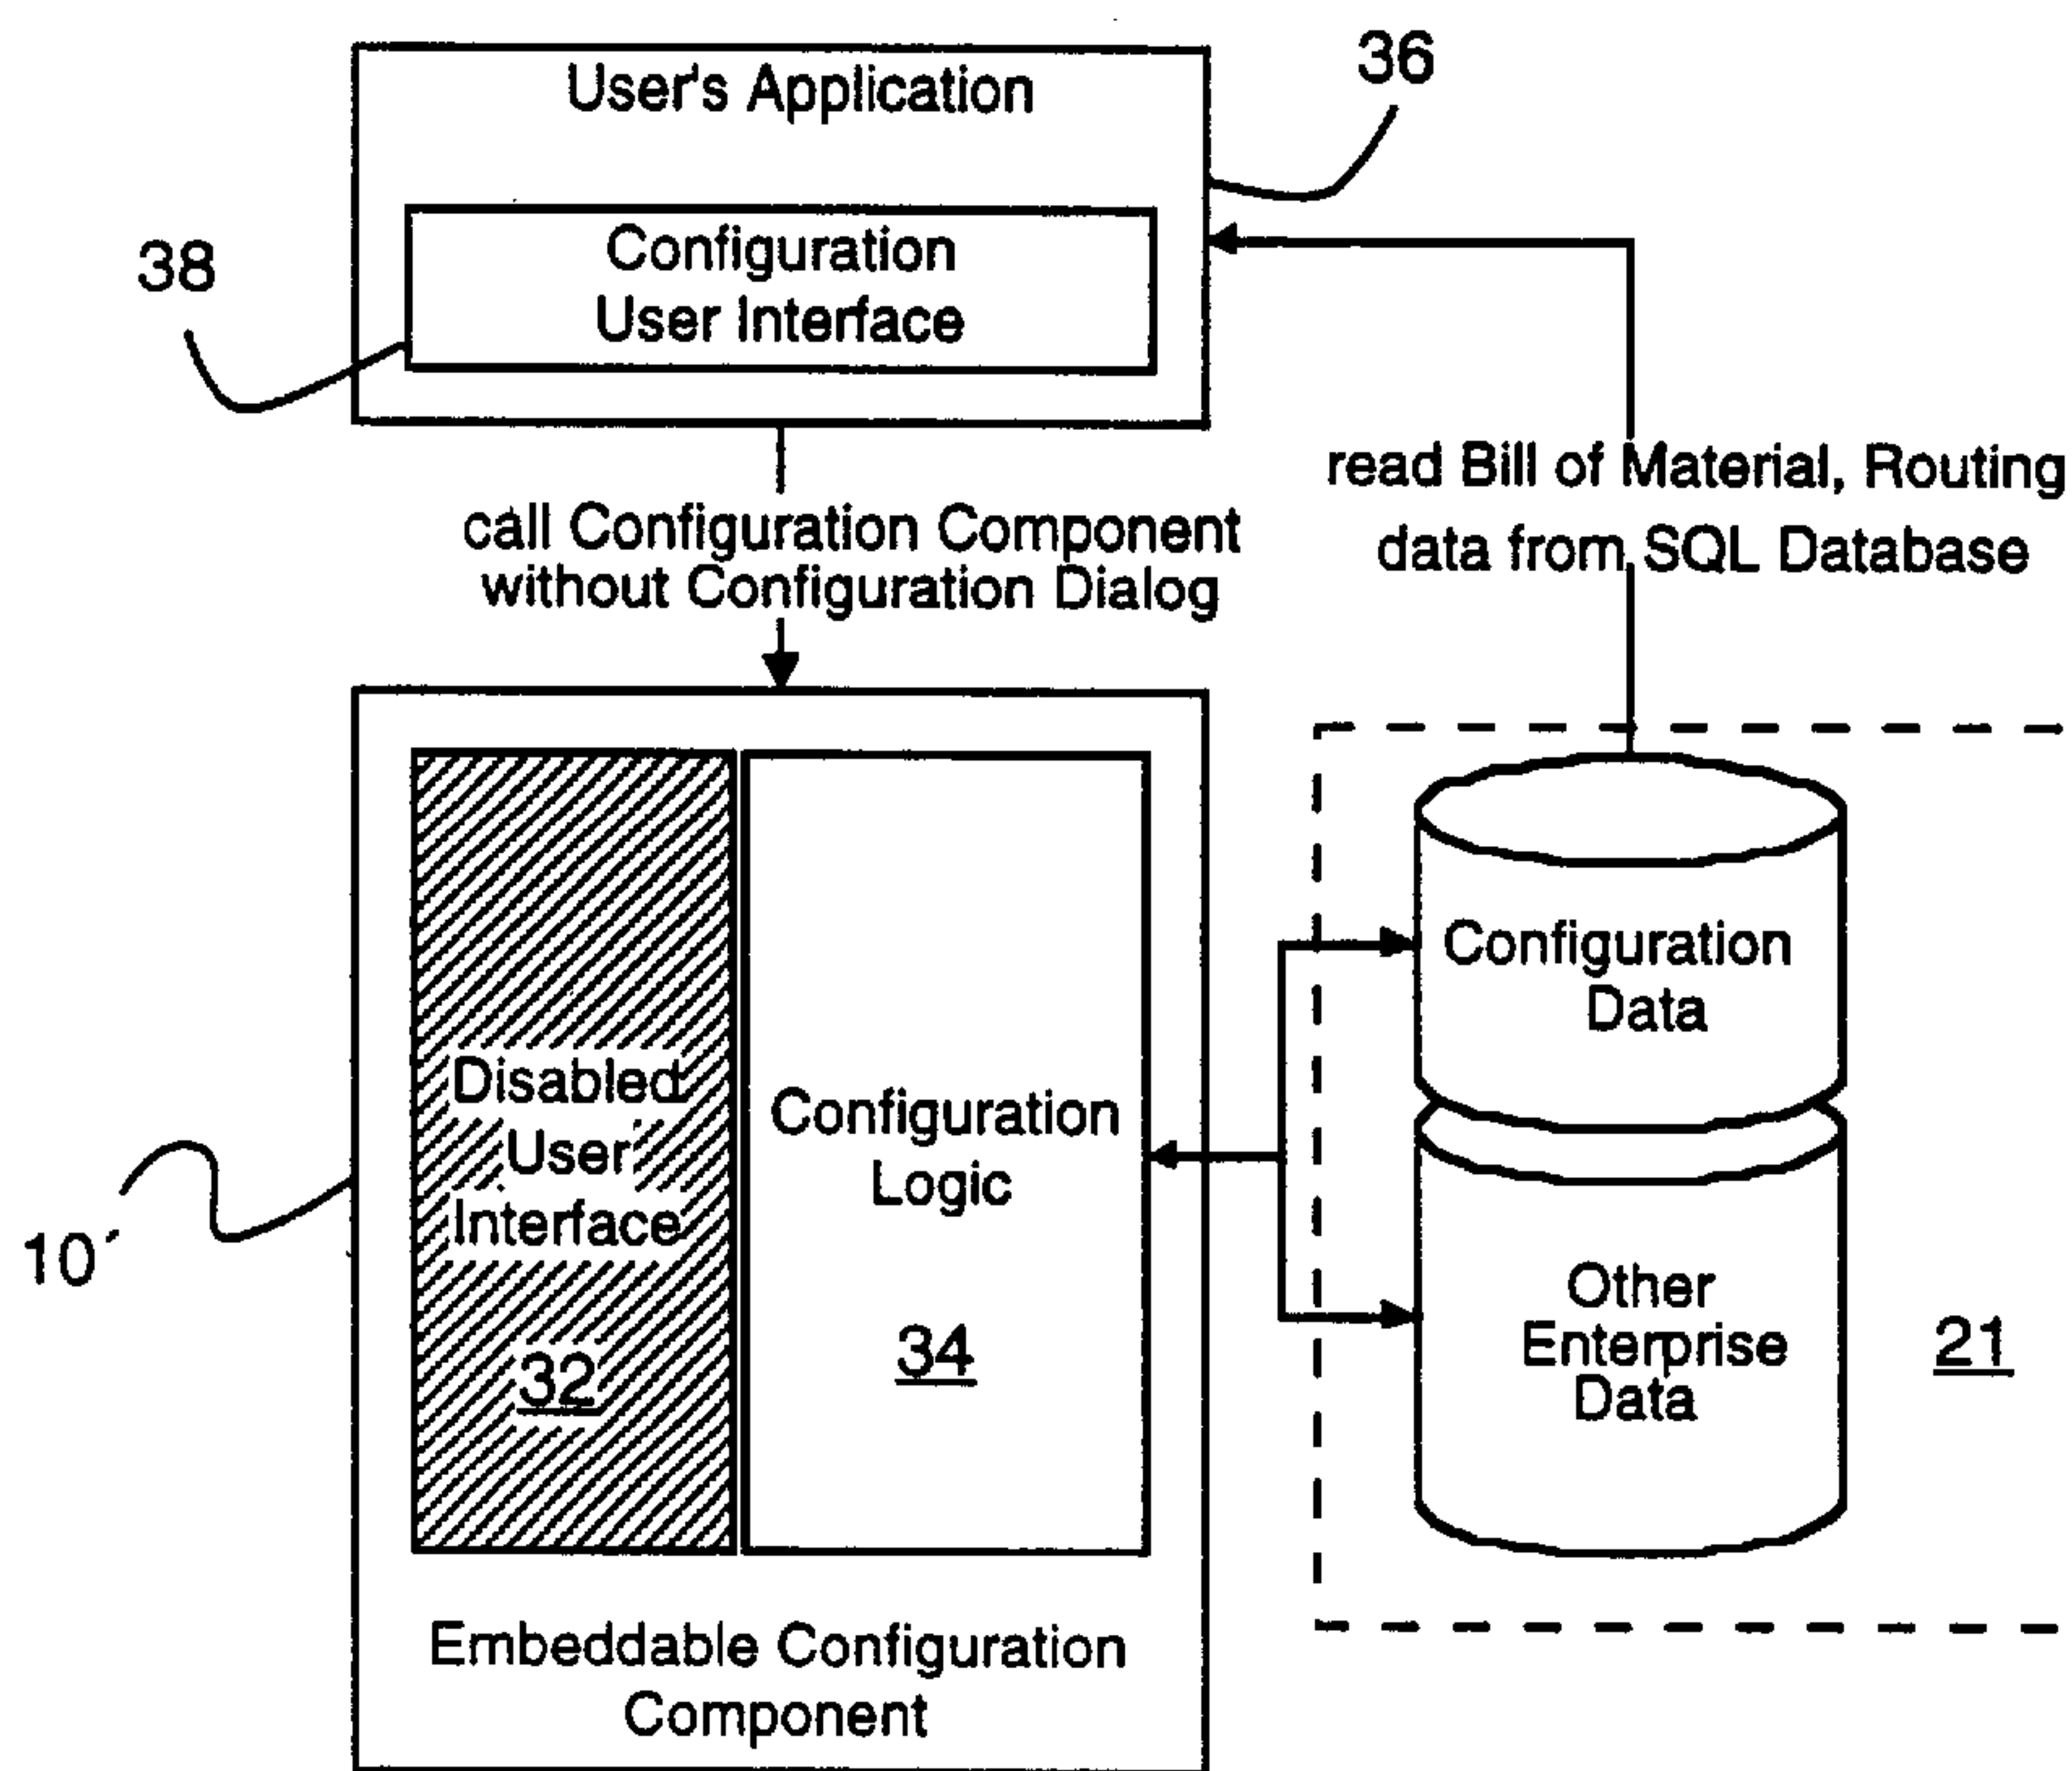 36
User's Application
38
Configuration
User Interface
read Bill of Material, Routing
data from SQL Database
call Configuration Component
without Configuration Dialog
Configuration
Data
Disabled
User
Interface
32
Configuration
Logic
34
10´
Other
Enterprise
Data
21
Embeddable Configuration
Component